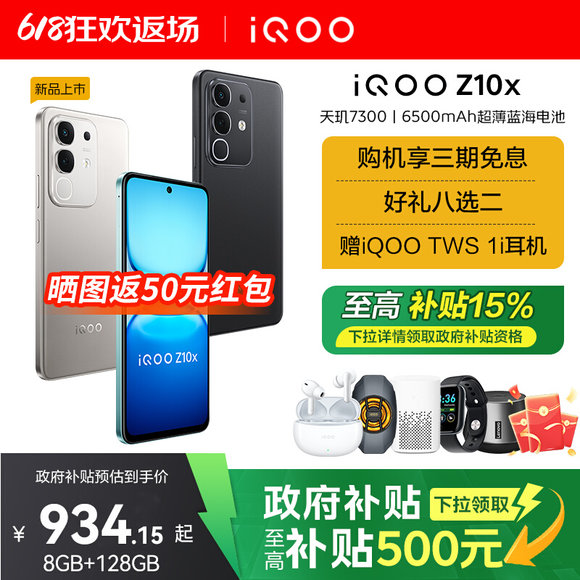 618狂欢返场 | iQOO
新品上市
iQOO Z10x
天玑7300 | 6500mAh超薄蓝海电池
购机享三期免息
好礼八选二
赠iQOO TWS 1i耳机
晒图返50元红包
至高 补贴15%
下拉详情领取政府补贴资格
iQOO
iQOO Z10x
iQOO
Lenovo
政府补贴预估到手价
¥ 934.15 起
8GB+128GB
政府补贴 下拉领取
至高补贴500元